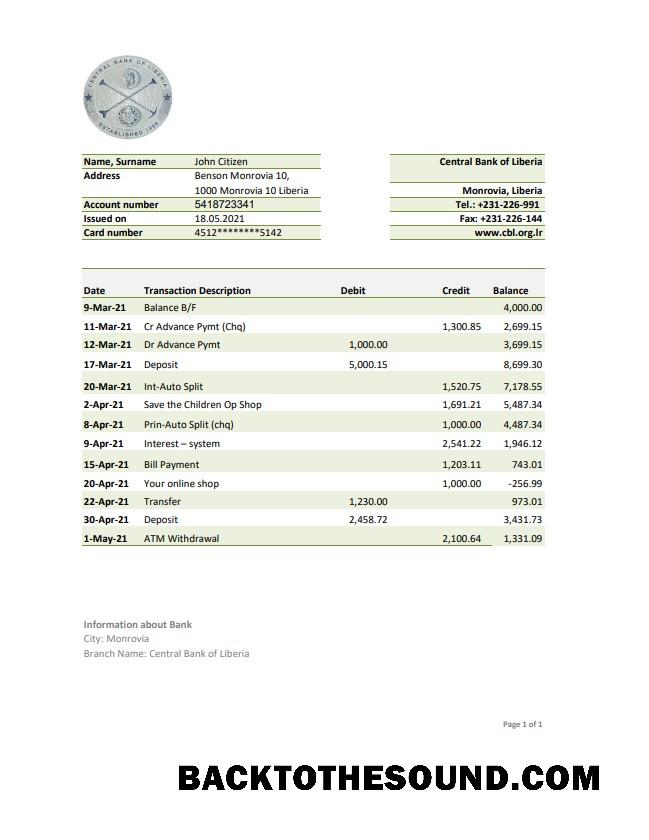 CENTRAL BANK OF LIBERIA
ESTABLISHED 1999
Name, Surname John Citizen
Address Benson Monrovia 10,
1000 Monrovia 10 Liberia
Account number 5418723341
Issued on 18.05.2021
Card number 4512********5142
Central Bank of Liberia
Monrovia, Liberia
Tel.: +231-226-991
Fax: +231-226-144
www.cbl.org.lr
Date Transaction Description Debit Credit Balance
9-Mar-21 Balance B/F 4,000.00
11-Mar-21 Cr Advance Pymt (Chq) 1,300.85 2,699.15
12-Mar-21 Dr Advance Pymt 1,000.00 3,699.15
17-Mar-21 Deposit 5,000.15 8,699.30
20-Mar-21 Int-Auto Split 1,520.75 7,178.55
2-Apr-21 Save the Children Op Shop 1,691.21 5,487.34
8-Apr-21 Prin-Auto Split (chq) 1,000.00 4,487.34
9-Apr-21 Interest – system 2,541.22 1,946.12
15-Apr-21 Bill Payment 1,203.11 743.01
20-Apr-21 Your online shop 1,000.00 -256.99
22-Apr-21 Transfer 1,230.00 973.01
30-Apr-21 Deposit 2,458.72 3,431.73
1-May-21 ATM Withdrawal 2,100.64 1,331.09
Information about Bank
City: Monrovia
Branch Name: Central Bank of Liberia
Page 1 of 1
BACKTOTHESOUND.COM